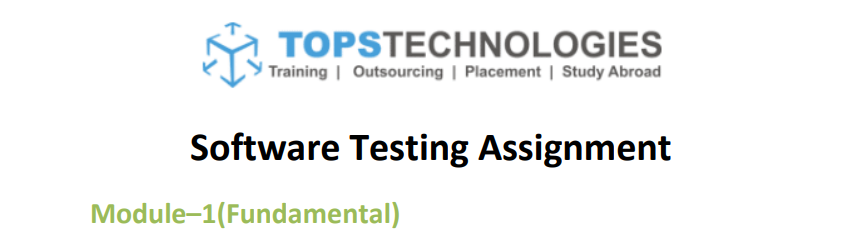 TOPSTECHNOLOGIES
Training | Outsourcing | Placement | Study Abroad
Software Testing Assignment
Module–1(Fundamental)